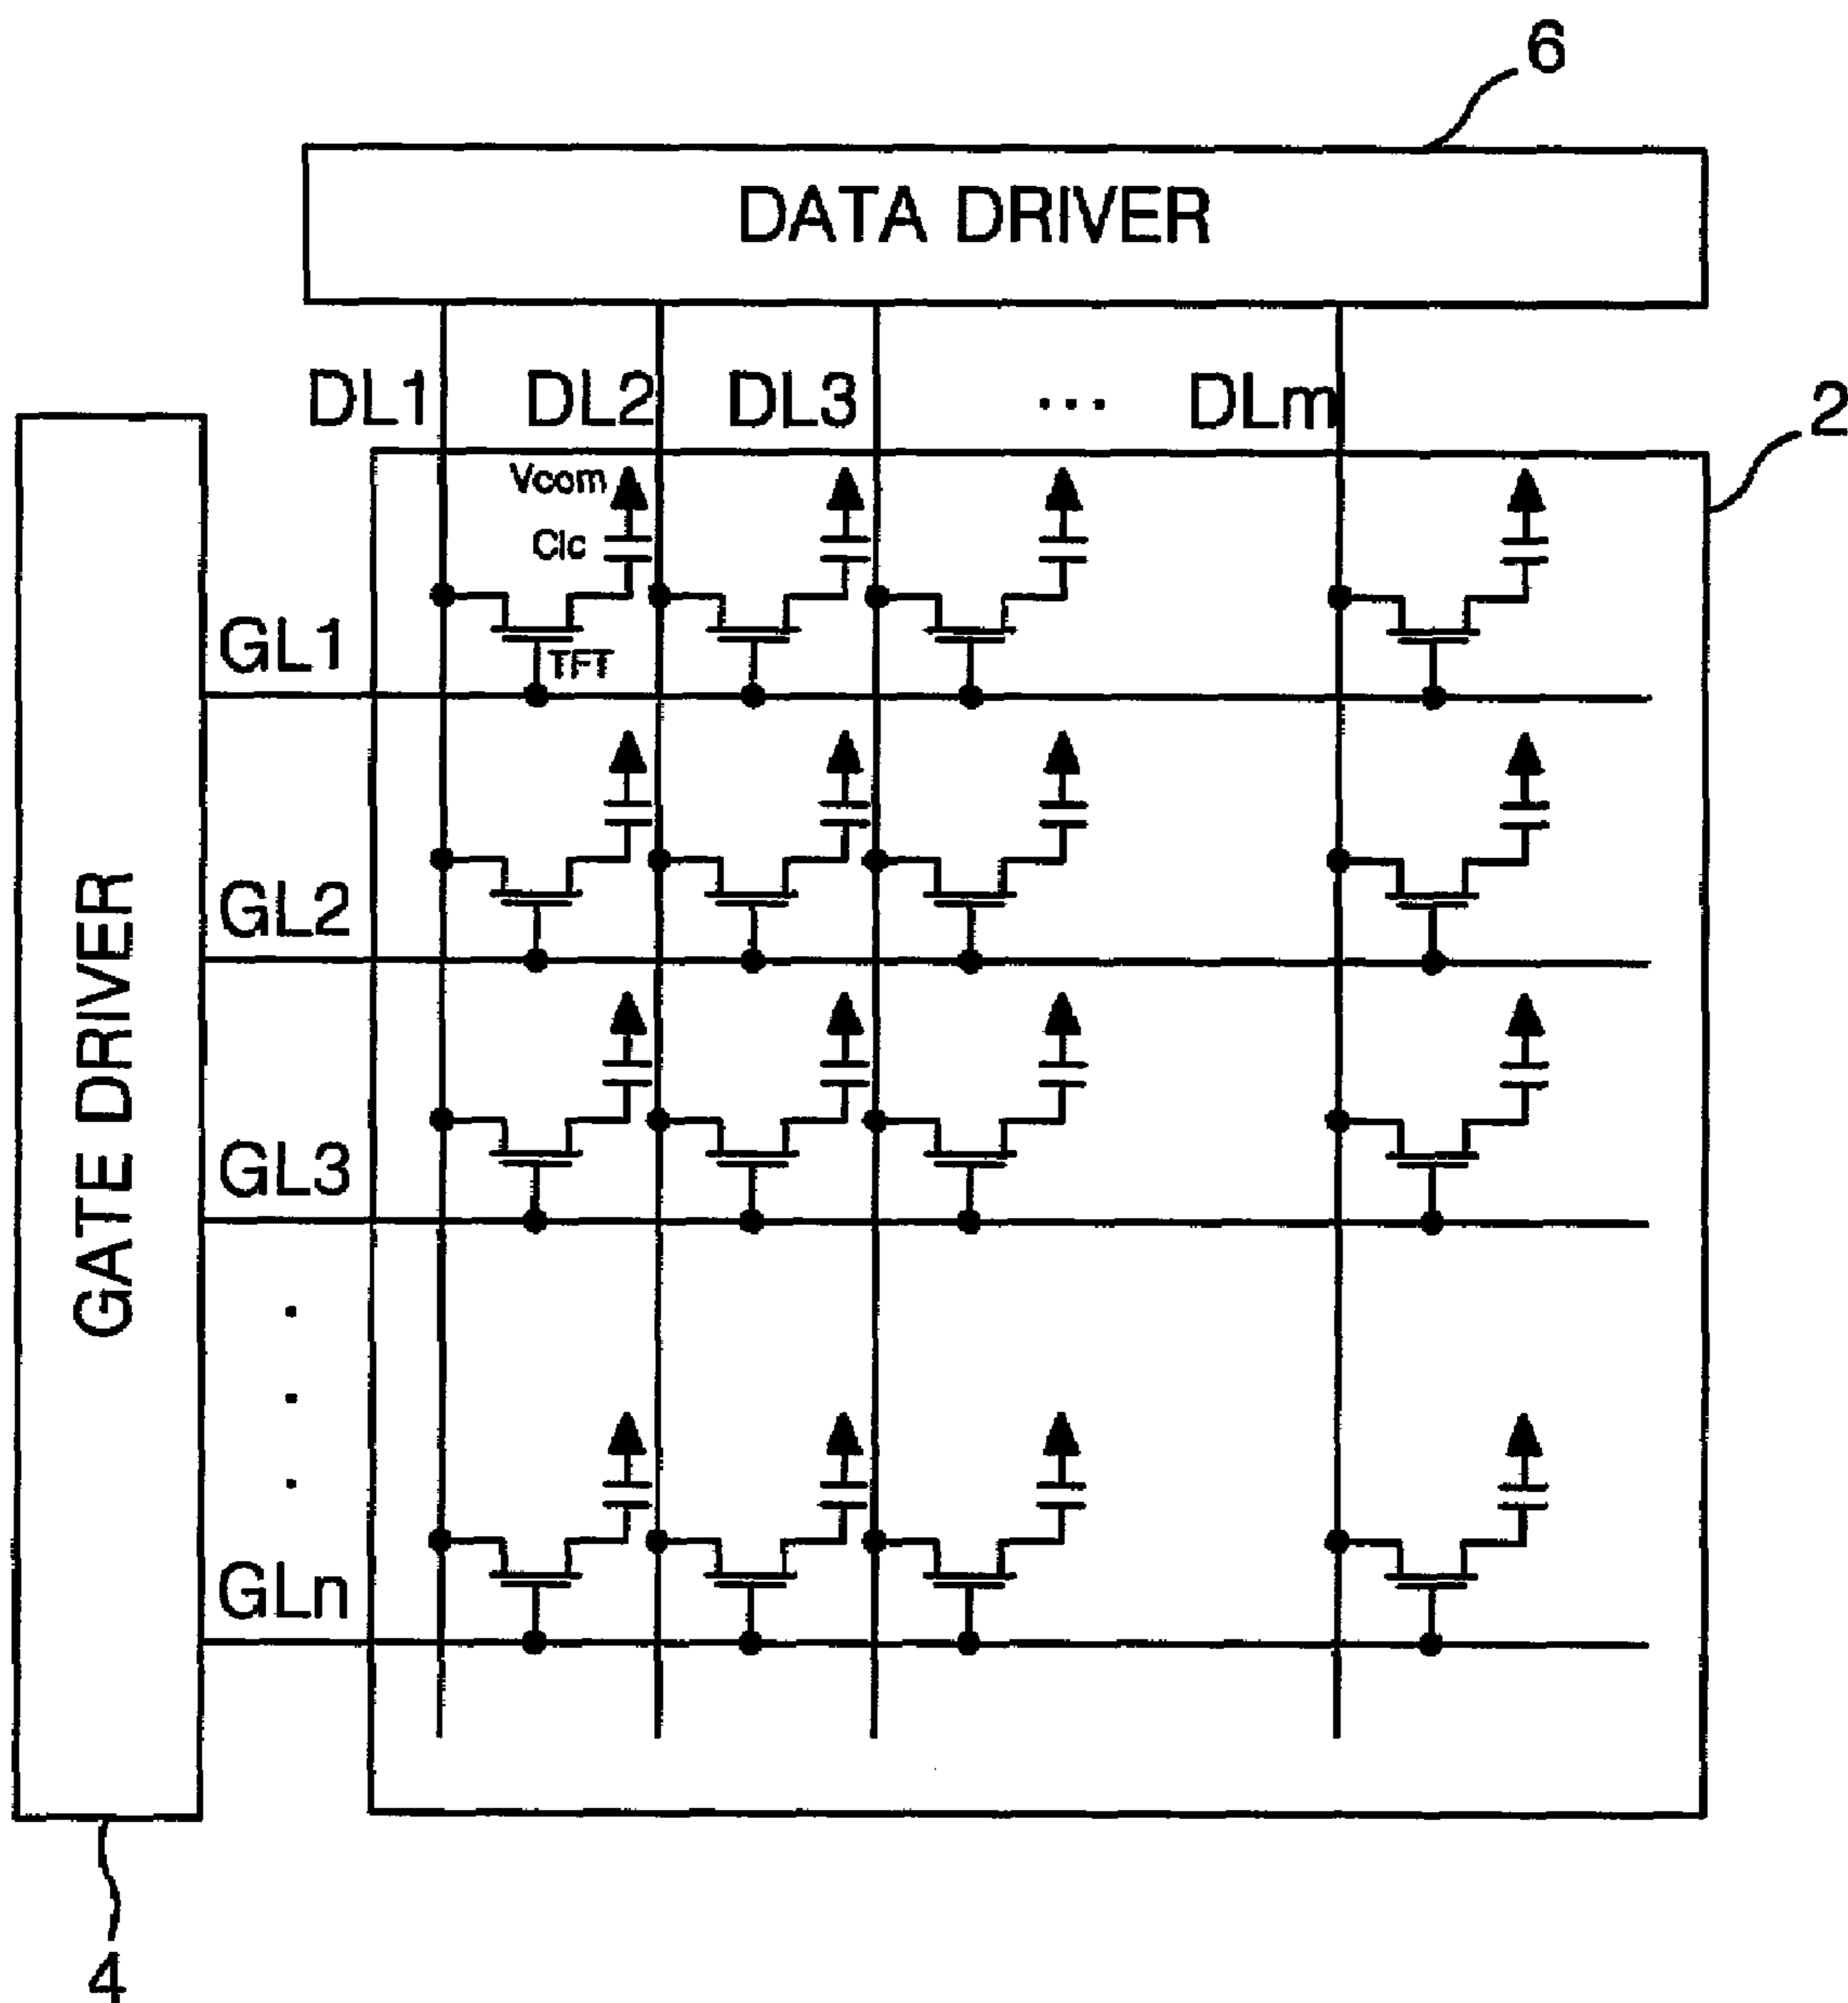 6
DATA DRIVER
DL1 DL2 DL3 ... DLm
2
Vcom
Clc
GL1
TFT
GL2
GATE DRIVER
GL3
.
.
.
GLn
4